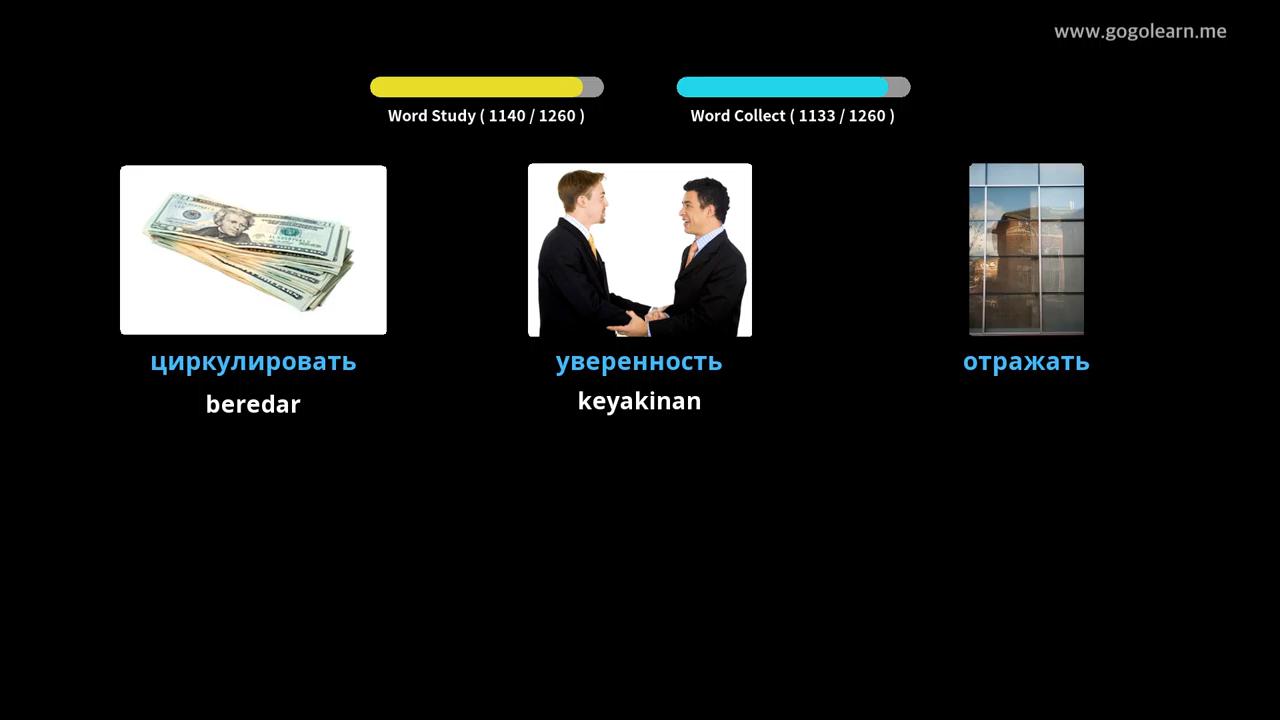 www.gogolearn.me
Word Study ( 1140 / 1260 )
Word Collect ( 1133 / 1260 )
циркулировать
уверенность
отражать
beredar
keyakinan